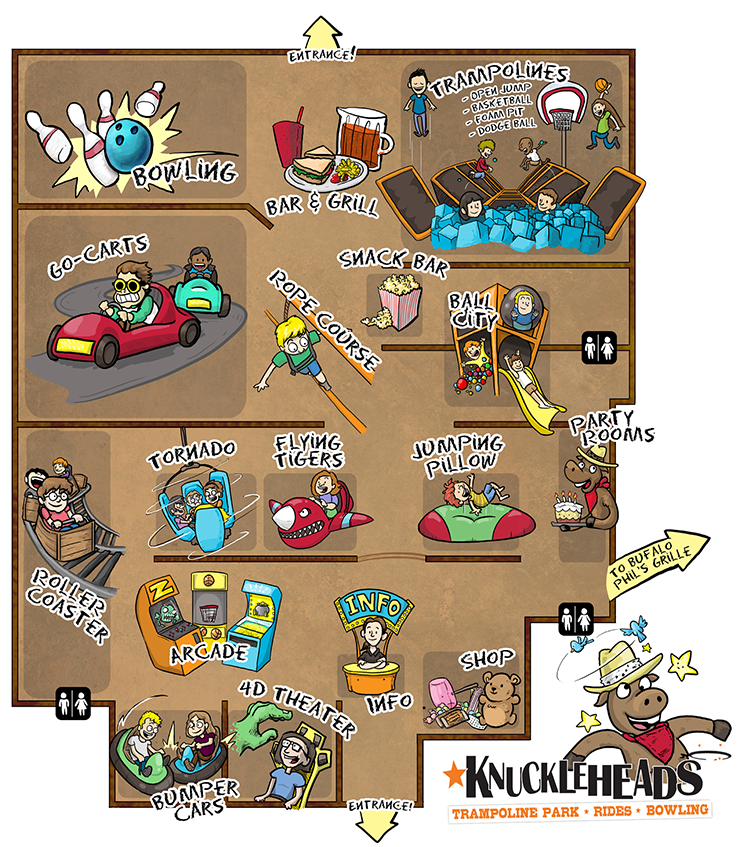 ENTRANCE!
TRAMPOLINES
- OPEN JUMP
- BASKETBALL
- FOAM PIT
- DODGE BALL
BOWLING
BAR & GRILL
GO-CARTS
SNACK BAR
ROPE COURSE
BALL
CITY
PARTY
ROOMS
TORNADO
FLYING
TIGERS
JUMPING
PILLOW
TO BUFALO
PHIL'S GRILLE
ROLLER
COASTER
Z
ARCADE
INFO
INFO
SHOP
4D THEATER
BUMPER
CARS
ENTRANCE!
KNUCKLEHEADS
TRAMPOLINE PARK ★ RIDES ★ BOWLING